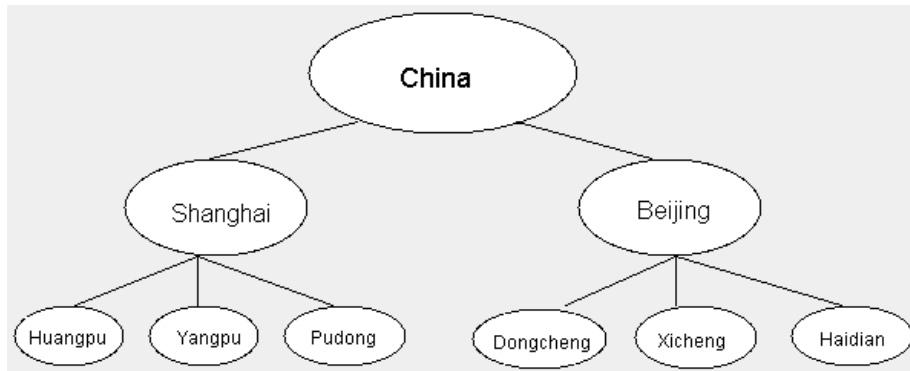 China
Shanghai
Beijing
Huangpu
Yangpu
Pudong
Dongcheng
Xicheng
Haidian